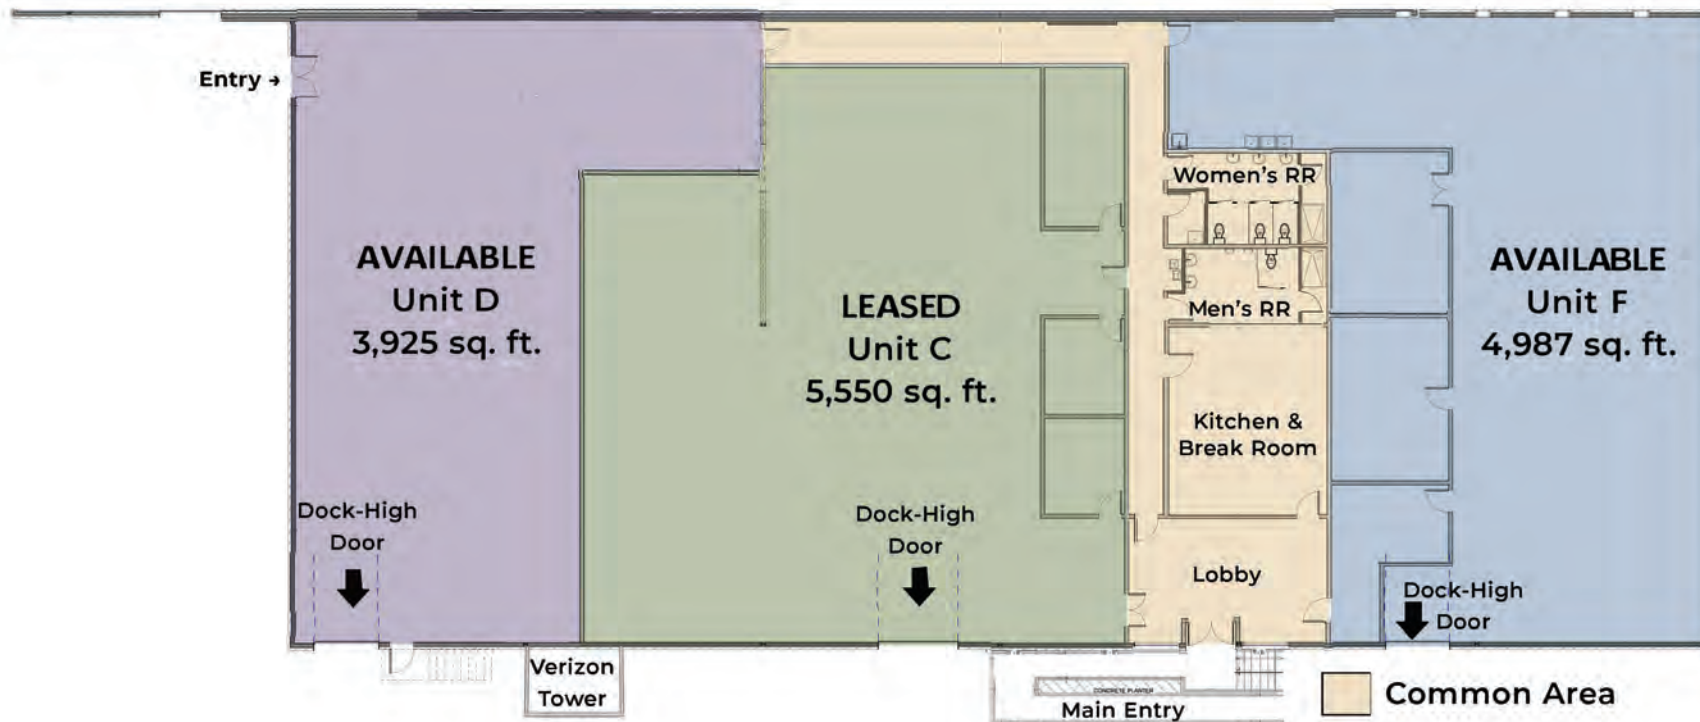 Entry →
AVAILABLE
Unit D
3,925 sq. ft.
LEASED
Unit C
5,550 sq. ft.
Women's RR
Men's RR
Kitchen &
Break Room
AVAILABLE
Unit F
4,987 sq. ft.
Dock-High
Door
Dock-High
Door
Lobby
Dock-High
Door
Verizon
Tower
CONCRETE PLANTER
Main Entry
Common Area